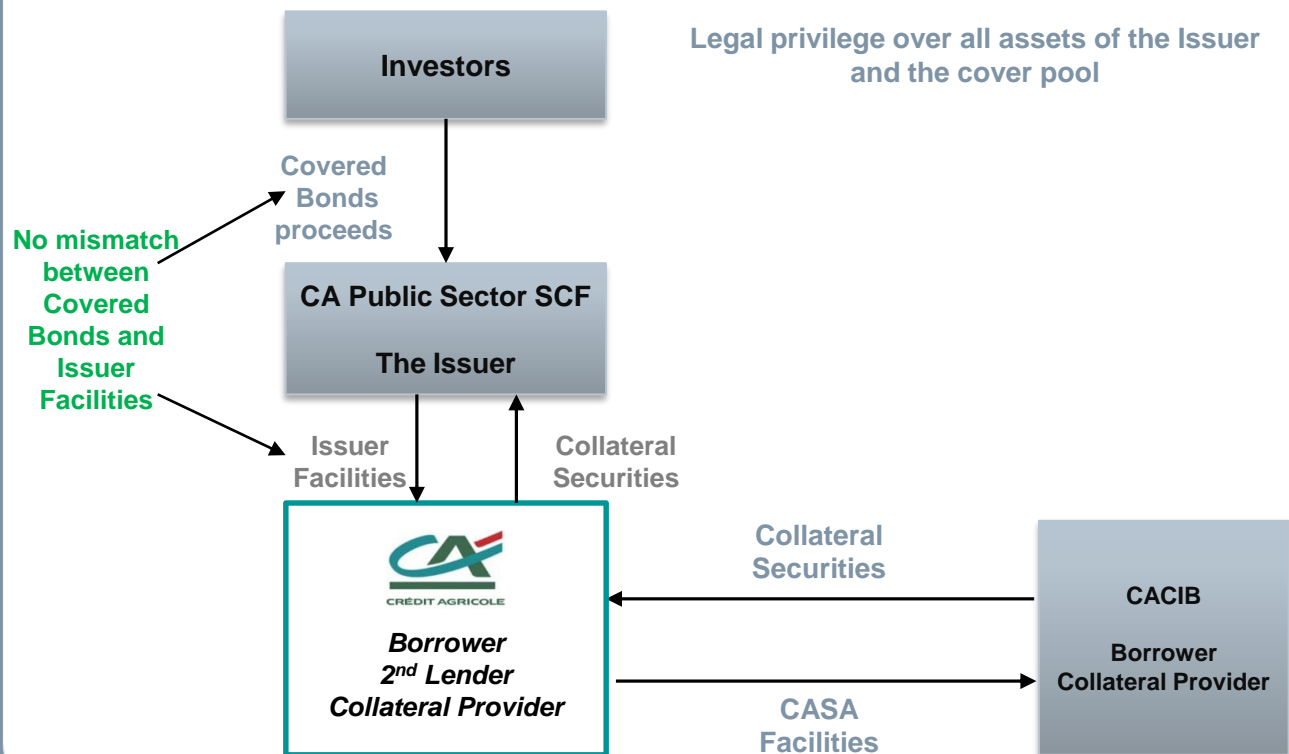 Investors
Legal privilege over all assets of the Issuer
and the cover pool
Covered
Bonds
proceeds
No mismatch
between
Covered
Bonds and
Issuer
Facilities
CA Public Sector SCF
The Issuer
Issuer
Facilities
Collateral
Securities
CRÉDIT AGRICOLE
Borrower
2nd Lender
Collateral Provider
Collateral
Securities
CASA
Facilities
CACIB
Borrower
Collateral Provider